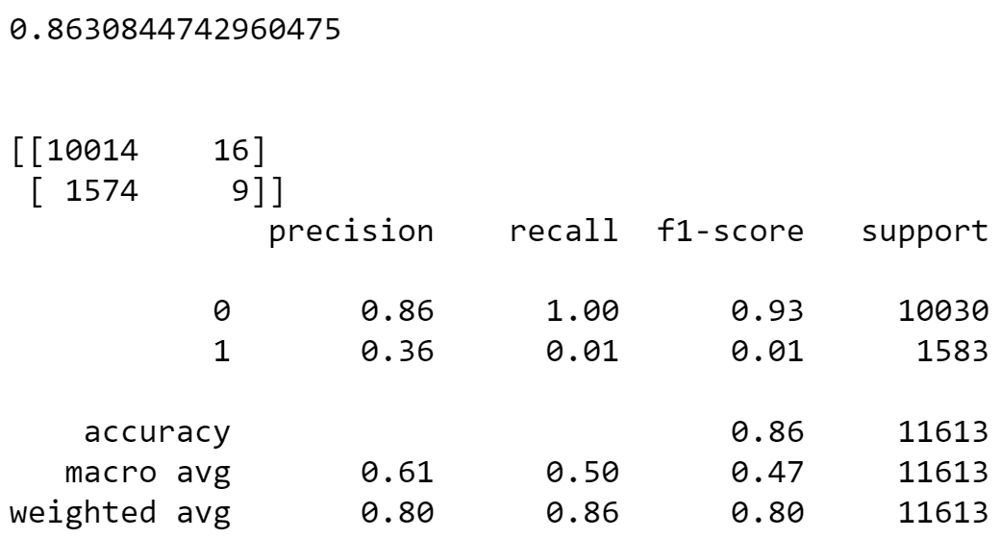 0.8630844742960475
[[10014 16]
[ 1574 9]]
precision recall f1-score support
0 0.86 1.00 0.93 10030
1 0.36 0.01 0.01 1583
accuracy 0.86 11613
macro avg 0.61 0.50 0.47 11613
weighted avg 0.80 0.86 0.80 11613